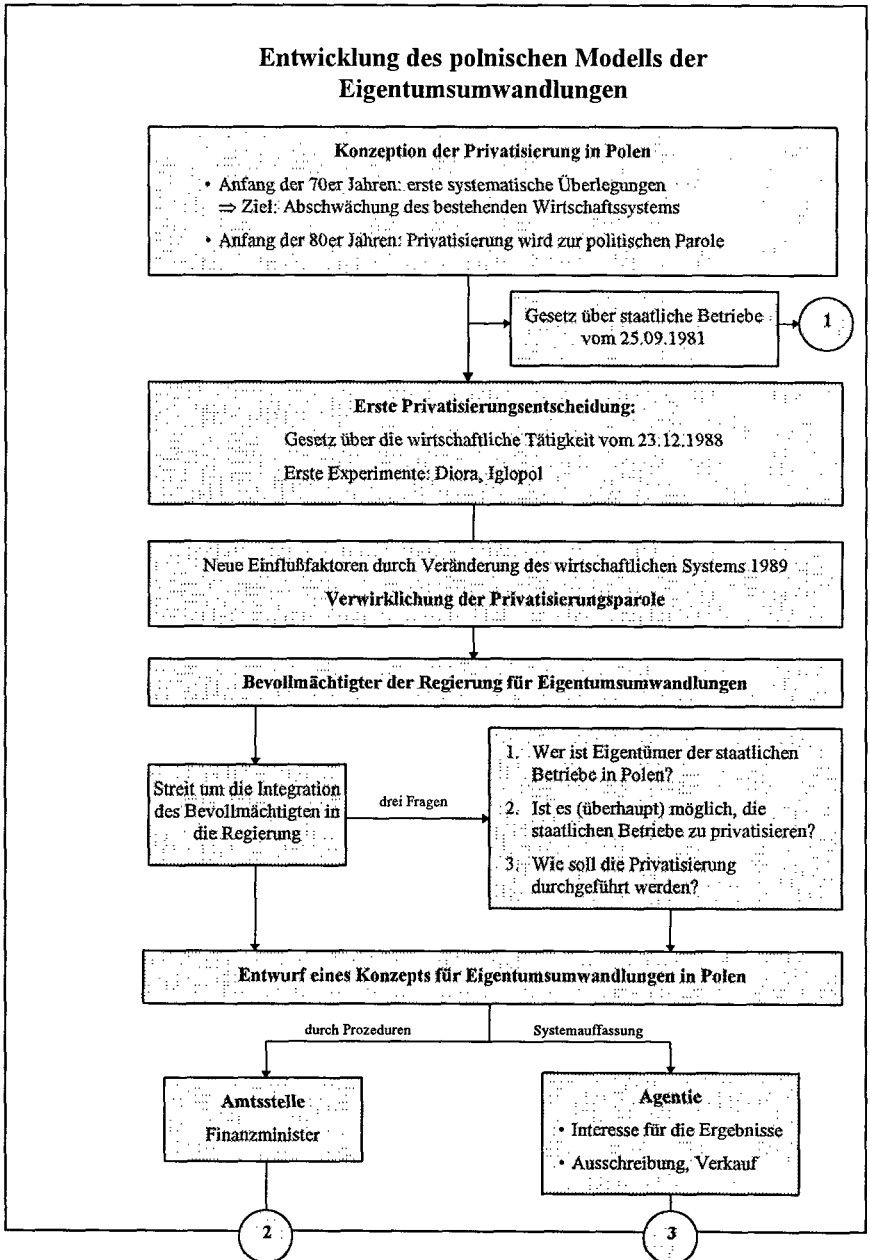 Entwicklung des polnischen Modells der
Eigentumsumwandlungen
Konzeption der Privatisierung in Polen
• Anfang der 70er Jahren: erste systematische Überlegungen
⇒ Ziel: Abschwächung des bestehenden Wirtschaftssystems
• Anfang der 80er Jahren: Privatisierung wird zur politischen Parole
Gesetz über staatliche Betriebe
vom 25.09.1981
1
Erste Privatisierungsentscheidung:
Gesetz über die wirtschaftliche Tätigkeit vom 23.12.1988
Erste Experimente: Diora, Iglopol
Neue Einflußfaktoren durch Veränderung des wirtschaftlichen Systems 1989
Verwirklichung der Privatisierungsparole
Bevollmächtigter der Regierung für Eigentumsumwandlungen
Streit um die Integration
des Bevollmächtigten in
die Regierung
drei Fragen
1. Wer ist Eigentümer der staatlichen
Betriebe in Polen?
2. Ist es (überhaupt) möglich, die
staatlichen Betriebe zu privatisieren?
3. Wie soll die Privatisierung
durchgeführt werden?
Entwurf eines Konzepts für Eigentumsumwandlungen in Polen
durch Prozeduren
Systemauffassung
Amtsstelle
Finanzminister
Agentie
• Interesse für die Ergebnisse
• Ausschreibung, Verkauf
2
3